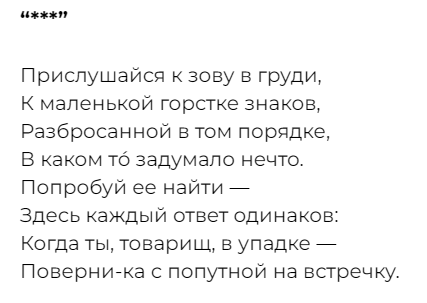 “***”
Прислушайся к зову в груди,
К маленькой горстке знаков,
Разбросанной в том порядке,
В каком то́ задумало нечто.
Попробуй ее найти —
Здесь каждый ответ одинаков:
Когда ты, товарищ, в упадке —
Поверни-ка с попутной на встречку.